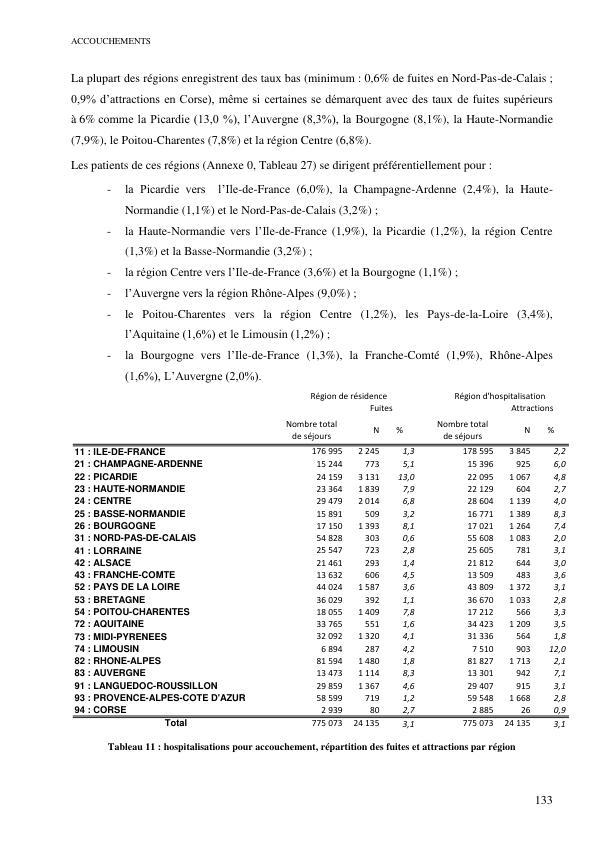 ACCOUCHEMENTS
La plupart des régions enregistrent des taux bas (minimum : 0,6% de fuites en Nord-Pas-de-Calais ;
0,9% d’attractions en Corse), même si certaines se démarquent avec des taux de fuites supérieurs
à 6% comme la Picardie (13,0 %), l’Auvergne (8,3%), la Bourgogne (8,1%), la Haute-Normandie
(7,9%), le Poitou-Charentes (7,8%) et la région Centre (6,8%).
Les patients de ces régions (Annexe 0, Tableau 27) se dirigent préférentiellement pour :
- la Picardie vers l’Ile-de-France (6,0%), la Champagne-Ardenne (2,4%), la Haute-
Normandie (1,1%) et le Nord-Pas-de-Calais (3,2%) ;
- la Haute-Normandie vers l’Ile-de-France (1,9%), la Picardie (1,2%), la région Centre
(1,3%) et la Basse-Normandie (3,2%) ;
- la région Centre vers l’Ile-de-France (3,6%) et la Bourgogne (1,1%) ;
- l’Auvergne vers la région Rhône-Alpes (9,0%) ;
- le Poitou-Charentes vers la région Centre (1,2%), les Pays-de-la-Loire (3,4%),
l’Aquitaine (1,6%) et le Limousin (1,2%) ;
- la Bourgogne vers l’Ile-de-France (1,3%), la Franche-Comté (1,9%), Rhône-Alpes
(1,6%), L’Auvergne (2,0%).
Région de résidence Région d'hospitalisation
Fuites Attractions
Nombre total de séjours N % Nombre total de séjours N %
11 : ILE-DE-FRANCE 176 995 2 245 1,3 178 595 3 845 2,2
21 : CHAMPAGNE-ARDENNE 15 244 773 5,1 15 396 925 6,0
22 : PICARDIE 24 159 3 131 13,0 22 095 1 067 4,8
23 : HAUTE-NORMANDIE 23 364 1 839 7,9 22 129 604 2,7
24 : CENTRE 29 479 2 014 6,8 28 604 1 139 4,0
25 : BASSE-NORMANDIE 15 891 509 3,2 16 771 1 389 8,3
26 : BOURGOGNE 17 150 1 393 8,1 17 021 1 264 7,4
31 : NORD-PAS-DE-CALAIS 54 828 303 0,6 55 608 1 083 2,0
41 : LORRAINE 25 547 723 2,8 25 605 781 3,1
42 : ALSACE 21 461 293 1,4 21 812 644 3,0
43 : FRANCHE-COMTE 13 632 606 4,5 13 509 483 3,6
52 : PAYS DE LA LOIRE 44 024 1 587 3,6 43 809 1 372 3,1
53 : BRETAGNE 36 029 392 1,1 36 670 1 033 2,8
54 : POITOU-CHARENTES 18 055 1 409 7,8 17 212 566 3,3
72 : AQUITAINE 33 765 551 1,6 34 423 1 209 3,5
73 : MIDI-PYRENEES 32 092 1 320 4,1 31 336 564 1,8
74 : LIMOUSIN 6 894 287 4,2 7 510 903 12,0
82 : RHONE-ALPES 81 594 1 480 1,8 81 827 1 713 2,1
83 : AUVERGNE 13 473 1 114 8,3 13 301 942 7,1
91 : LANGUEDOC-ROUSSILLON 29 859 1 367 4,6 29 407 915 3,1
93 : PROVENCE-ALPES-COTE D'AZUR 58 599 719 1,2 59 548 1 668 2,8
94 : CORSE 2 939 80 2,7 2 885 26 0,9
Total 775 073 24 135 3,1 775 073 24 135 3,1
Tableau 11 : hospitalisations pour accouchement, répartition des fuites et attractions par région
133